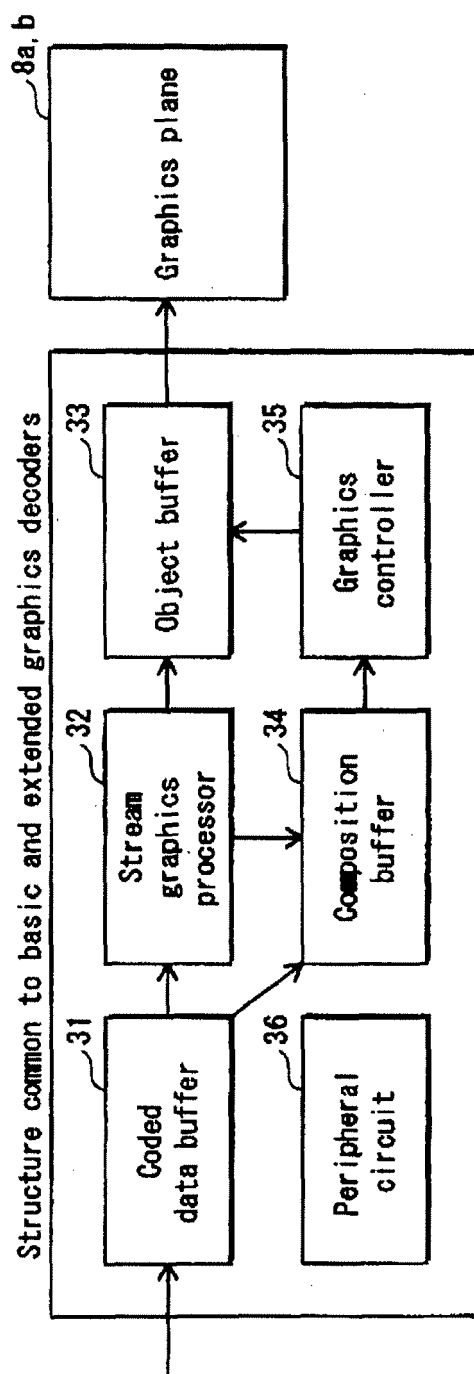 Structure common to basic and extended graphics decoders
31
Coded
data buffer
32
Stream
graphics
processor
33
Object buffer
8a, b
Graphics plane
36
Peripheral
circuit
34
Composition
buffer
35
Graphics
controller